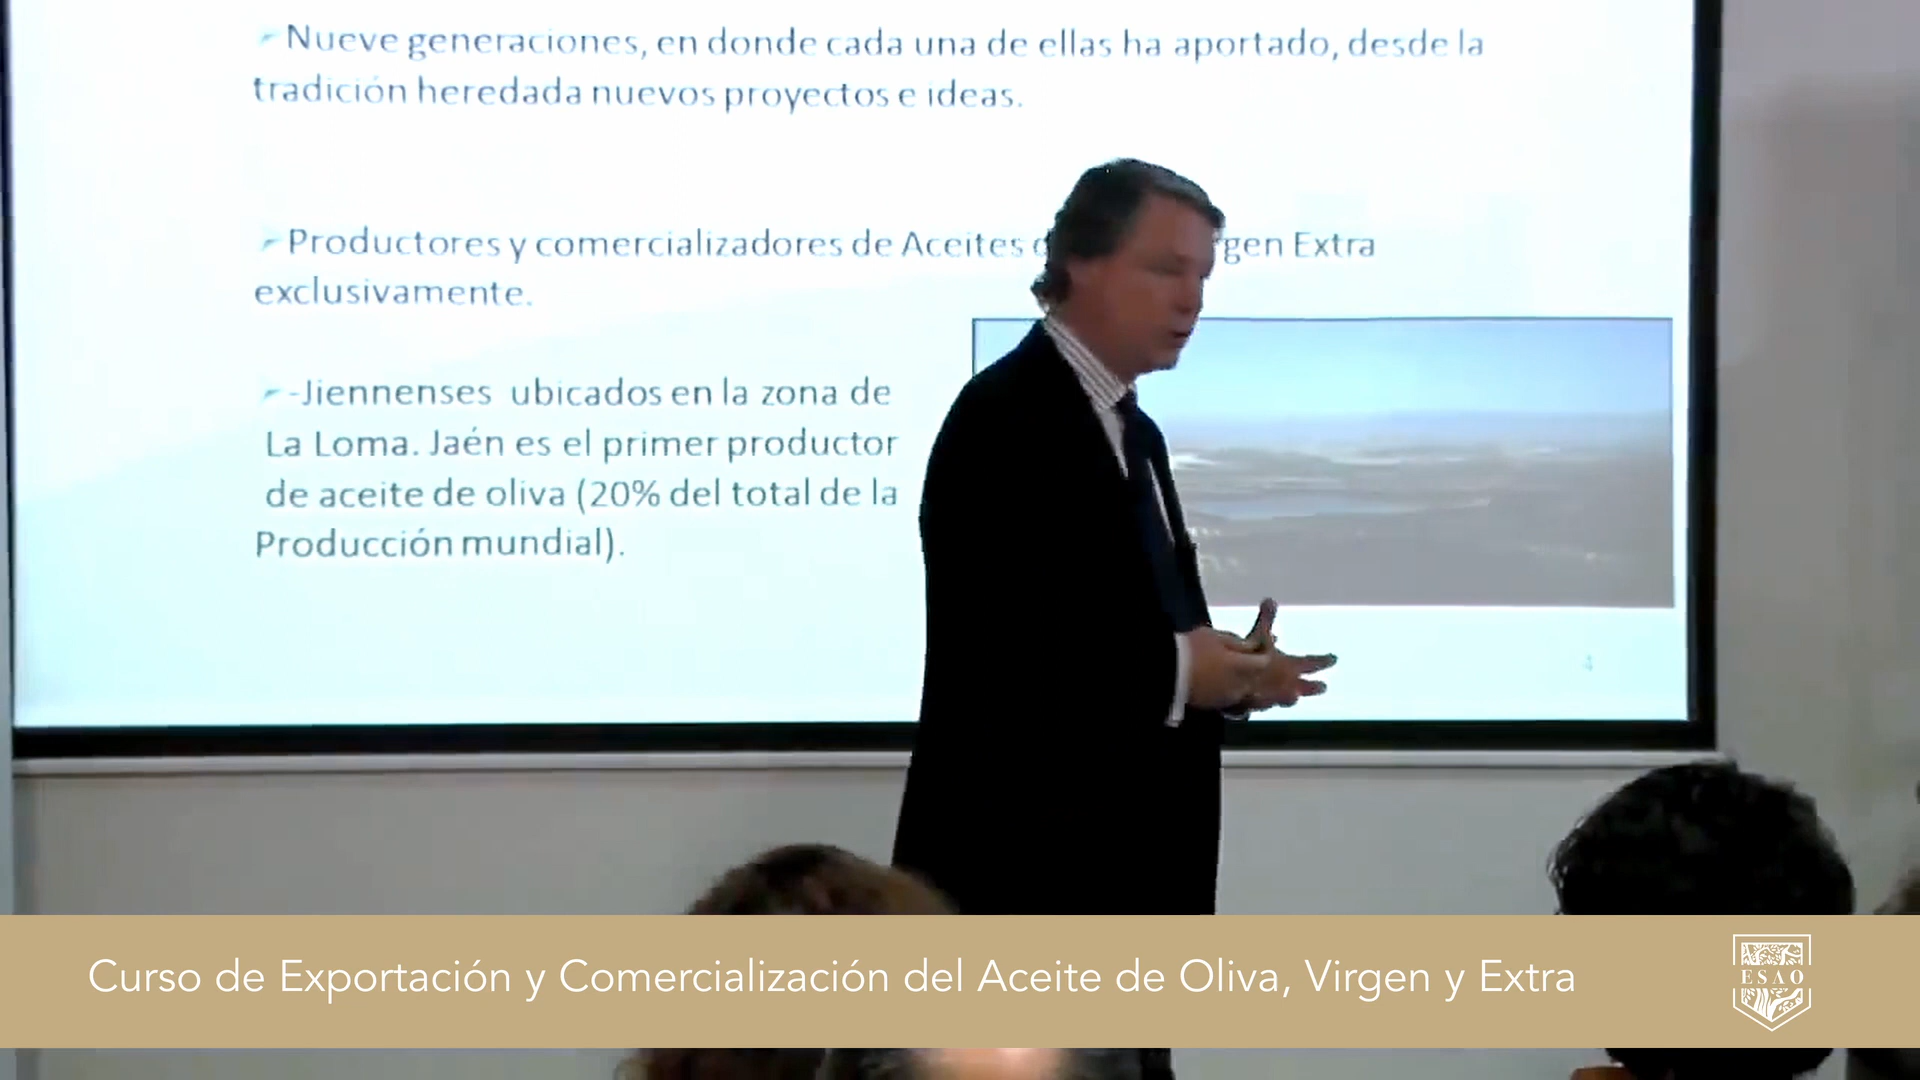 Nueve generaciones, en donde cada una de ellas ha aportado, desde la
tradición heredada nuevos proyectos e ideas.
Productores y comercializadores de Aceites Extra
exclusivamente.
-Jiennenses ubicados en la zona de
La Loma. Jaén es el primer productor
de aceite de oliva (20% del total de la
Producción mundial).
4
Curso de Exportación y Comercialización del Aceite de Oliva, Virgen y Extra
ESAO